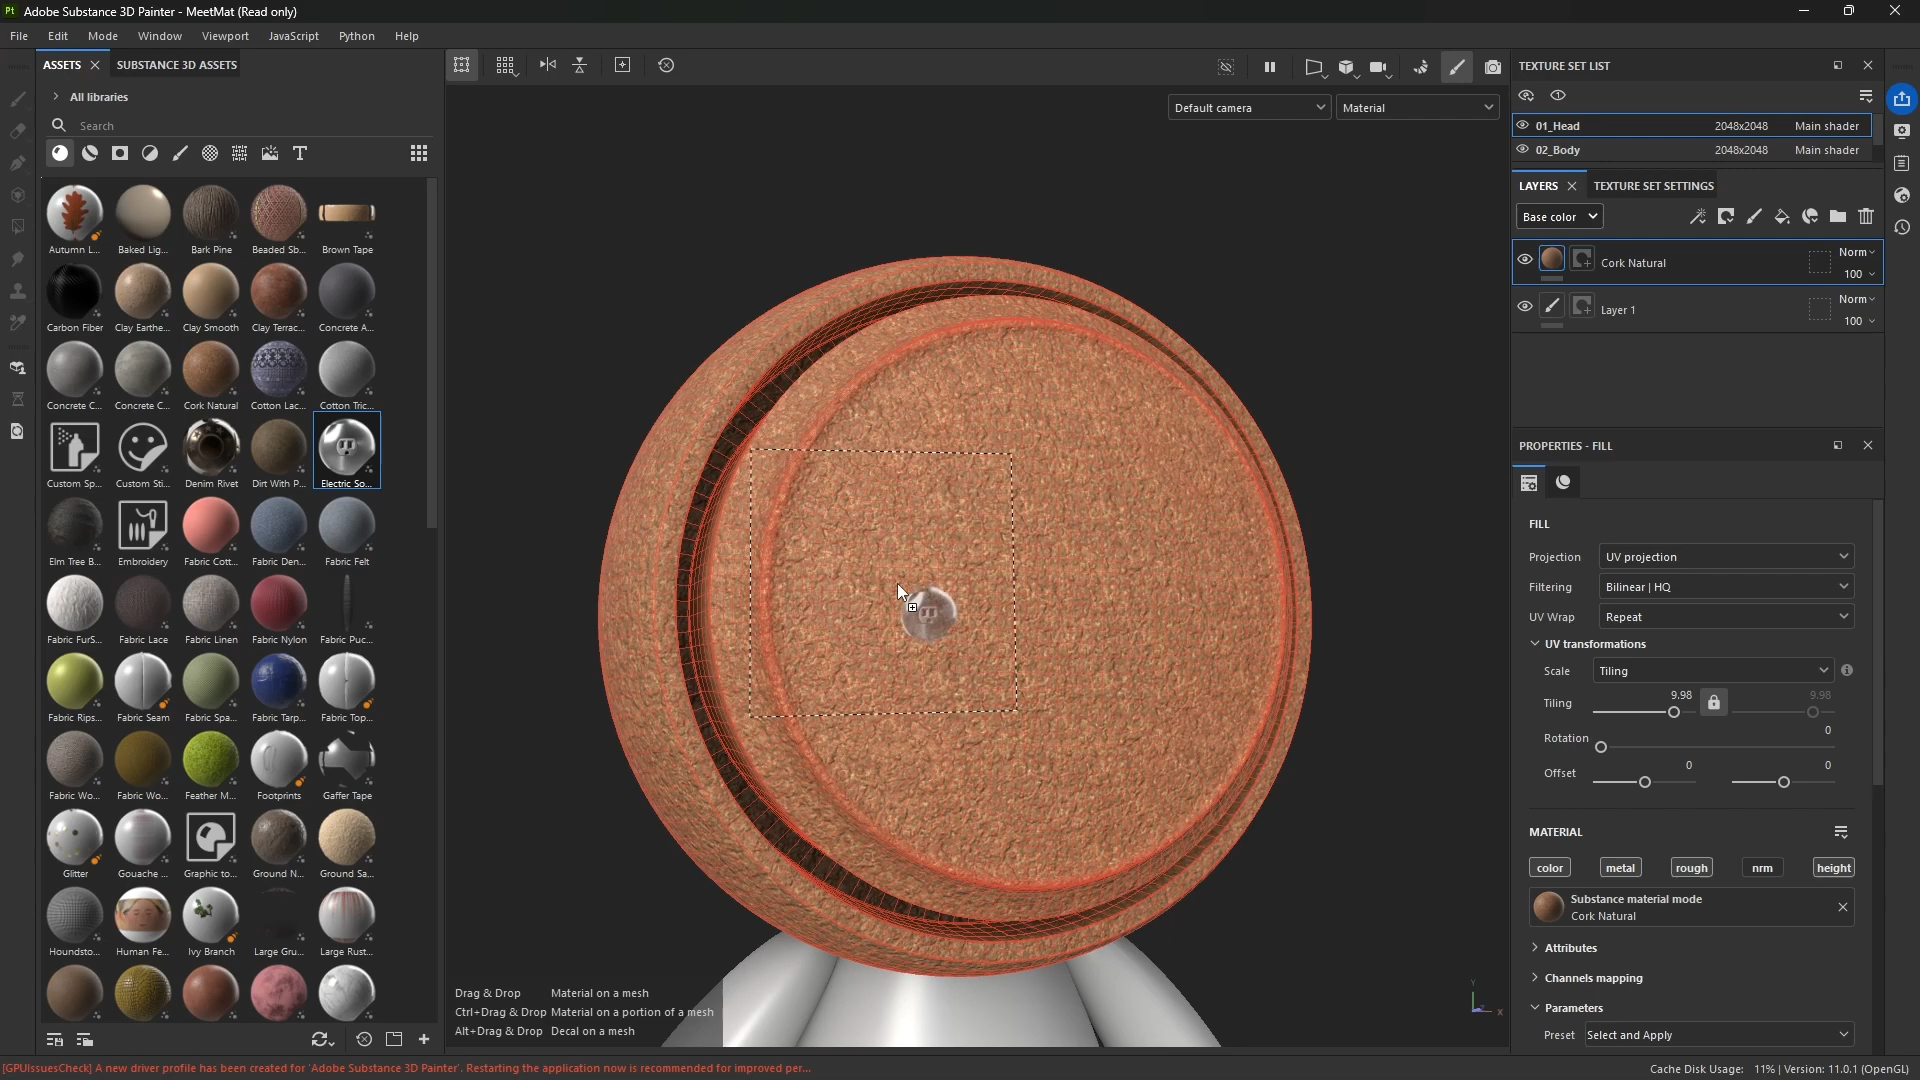 Pt Adobe Substance 3D Painter - MeetMat (Read only)
File Edit Mode Window Viewport JavaScript Python Help
ASSETS
SUBSTANCE 3D ASSETS
All libraries
Search
Autumn L...
Baked Lig...
Bark Pine
Beaded Sb...
Brown Tape
Carbon Fiber
Clay Earthe...
Clay Smooth
Clay Terrac...
Concrete A...
Concrete C...
Concrete C...
Cork Natural
Cotton Lac...
Cotton Tric...
Custom Sp...
Custom Sti...
Denim Rivet
Dirt With P...
Electric So...
Elm Tree B...
Embroidery
Fabric Cott...
Fabric Den...
Fabric Felt
Fabric FurS...
Fabric Lace
Fabric Linen
Fabric Nylon
Fabric Puc...
Fabric Rips...
Fabric Seam
Fabric Spa...
Fabric Tarp...
Fabric Top...
Fabric Wo...
Fabric Wo...
Feather M...
Footprints
Gaffer Tape
Glitter
Gouache ...
Graphic to...
Ground N...
Ground Sa...
Houndsto...
Human Fe...
Ivy Branch
Large Gru...
Large Rust...
Default camera
Material
Drag & Drop Material on a mesh
Ctrl+Drag & Drop Material on a portion of a mesh
Alt+Drag & Drop Decal on a mesh
Y
X
TEXTURE SET LIST
01_Head 2048x2048 Main shader
02_Body 2048x2048 Main shader
LAYERS
TEXTURE SET SETTINGS
Base color
Cork Natural
Norm
100
Layer 1
Norm
100
PROPERTIES - FILL
FILL
Projection UV projection
Filtering Bilinear | HQ
UV Wrap Repeat
UV transformations
Scale Tiling
Tiling 9.98 9.98
Rotation 0
Offset 0 0
MATERIAL
color metal rough nrm height
Substance material mode
Cork Natural
Attributes
Channels mapping
Parameters
Preset Select and Apply
[GPUIssuesCheck] A new driver profile has been created for 'Adobe Substance 3D Painter'. Restarting the application now is recommended for improved per...
Cache Disk Usage: 11% | Version: 11.0.1 (OpenGL)